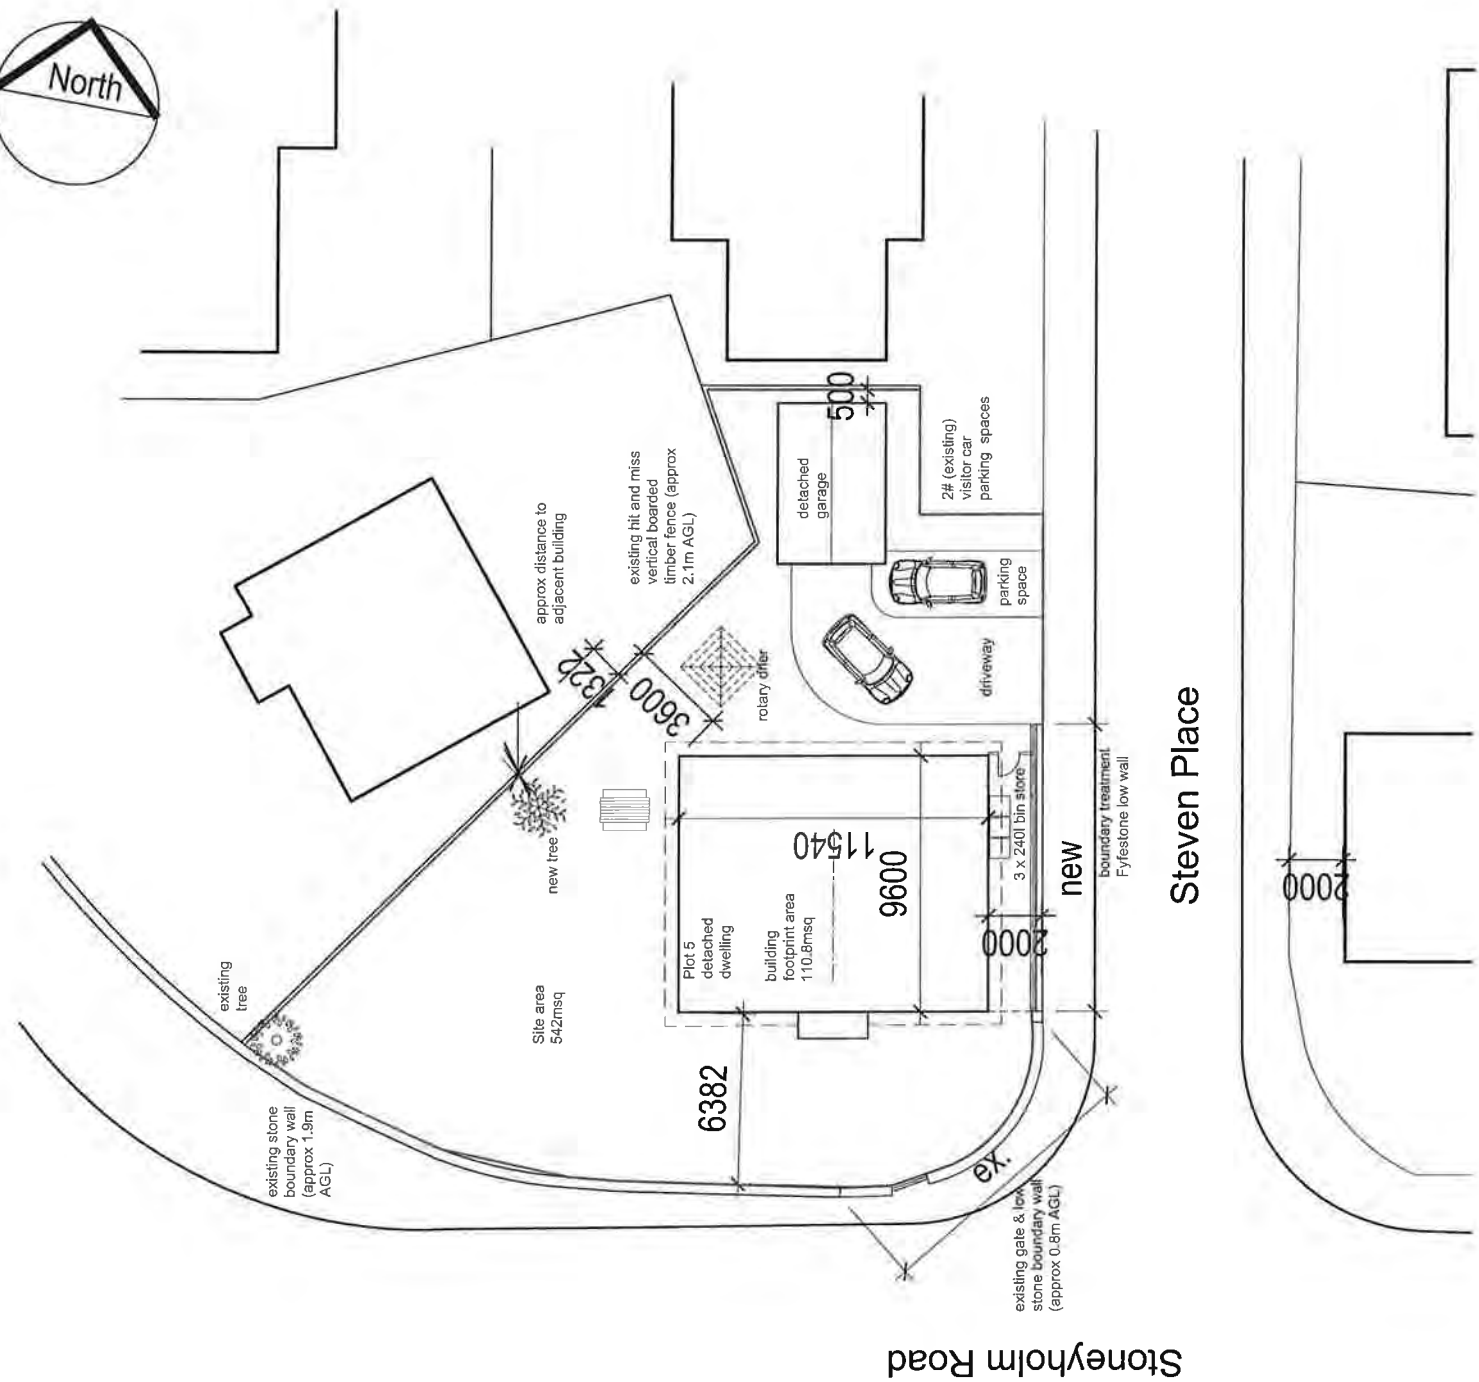 North
approx distance to
adjacent building
existing hit and miss
vertical boarded
timber fence (approx
2.1m AGL)
500
2# (existing)
visitor car
parking spaces
detached
garage
parking
space
driveway
rotary drier
1322
3600
new tree
existing
tree
Site area
542msq
Plot 5
detached
dwelling
building
footprint area
110.8msq
11540
9600
3 x 240l bin store
2000
new
boundary treatment
Fyfestone low wall
Steven Place
2000
6382
existing stone
boundary wall
(approx 1.9m
AGL)
ex.
existing gate & low
stone boundary wall
(approx 0.8m AGL)
Stoneyholm Road